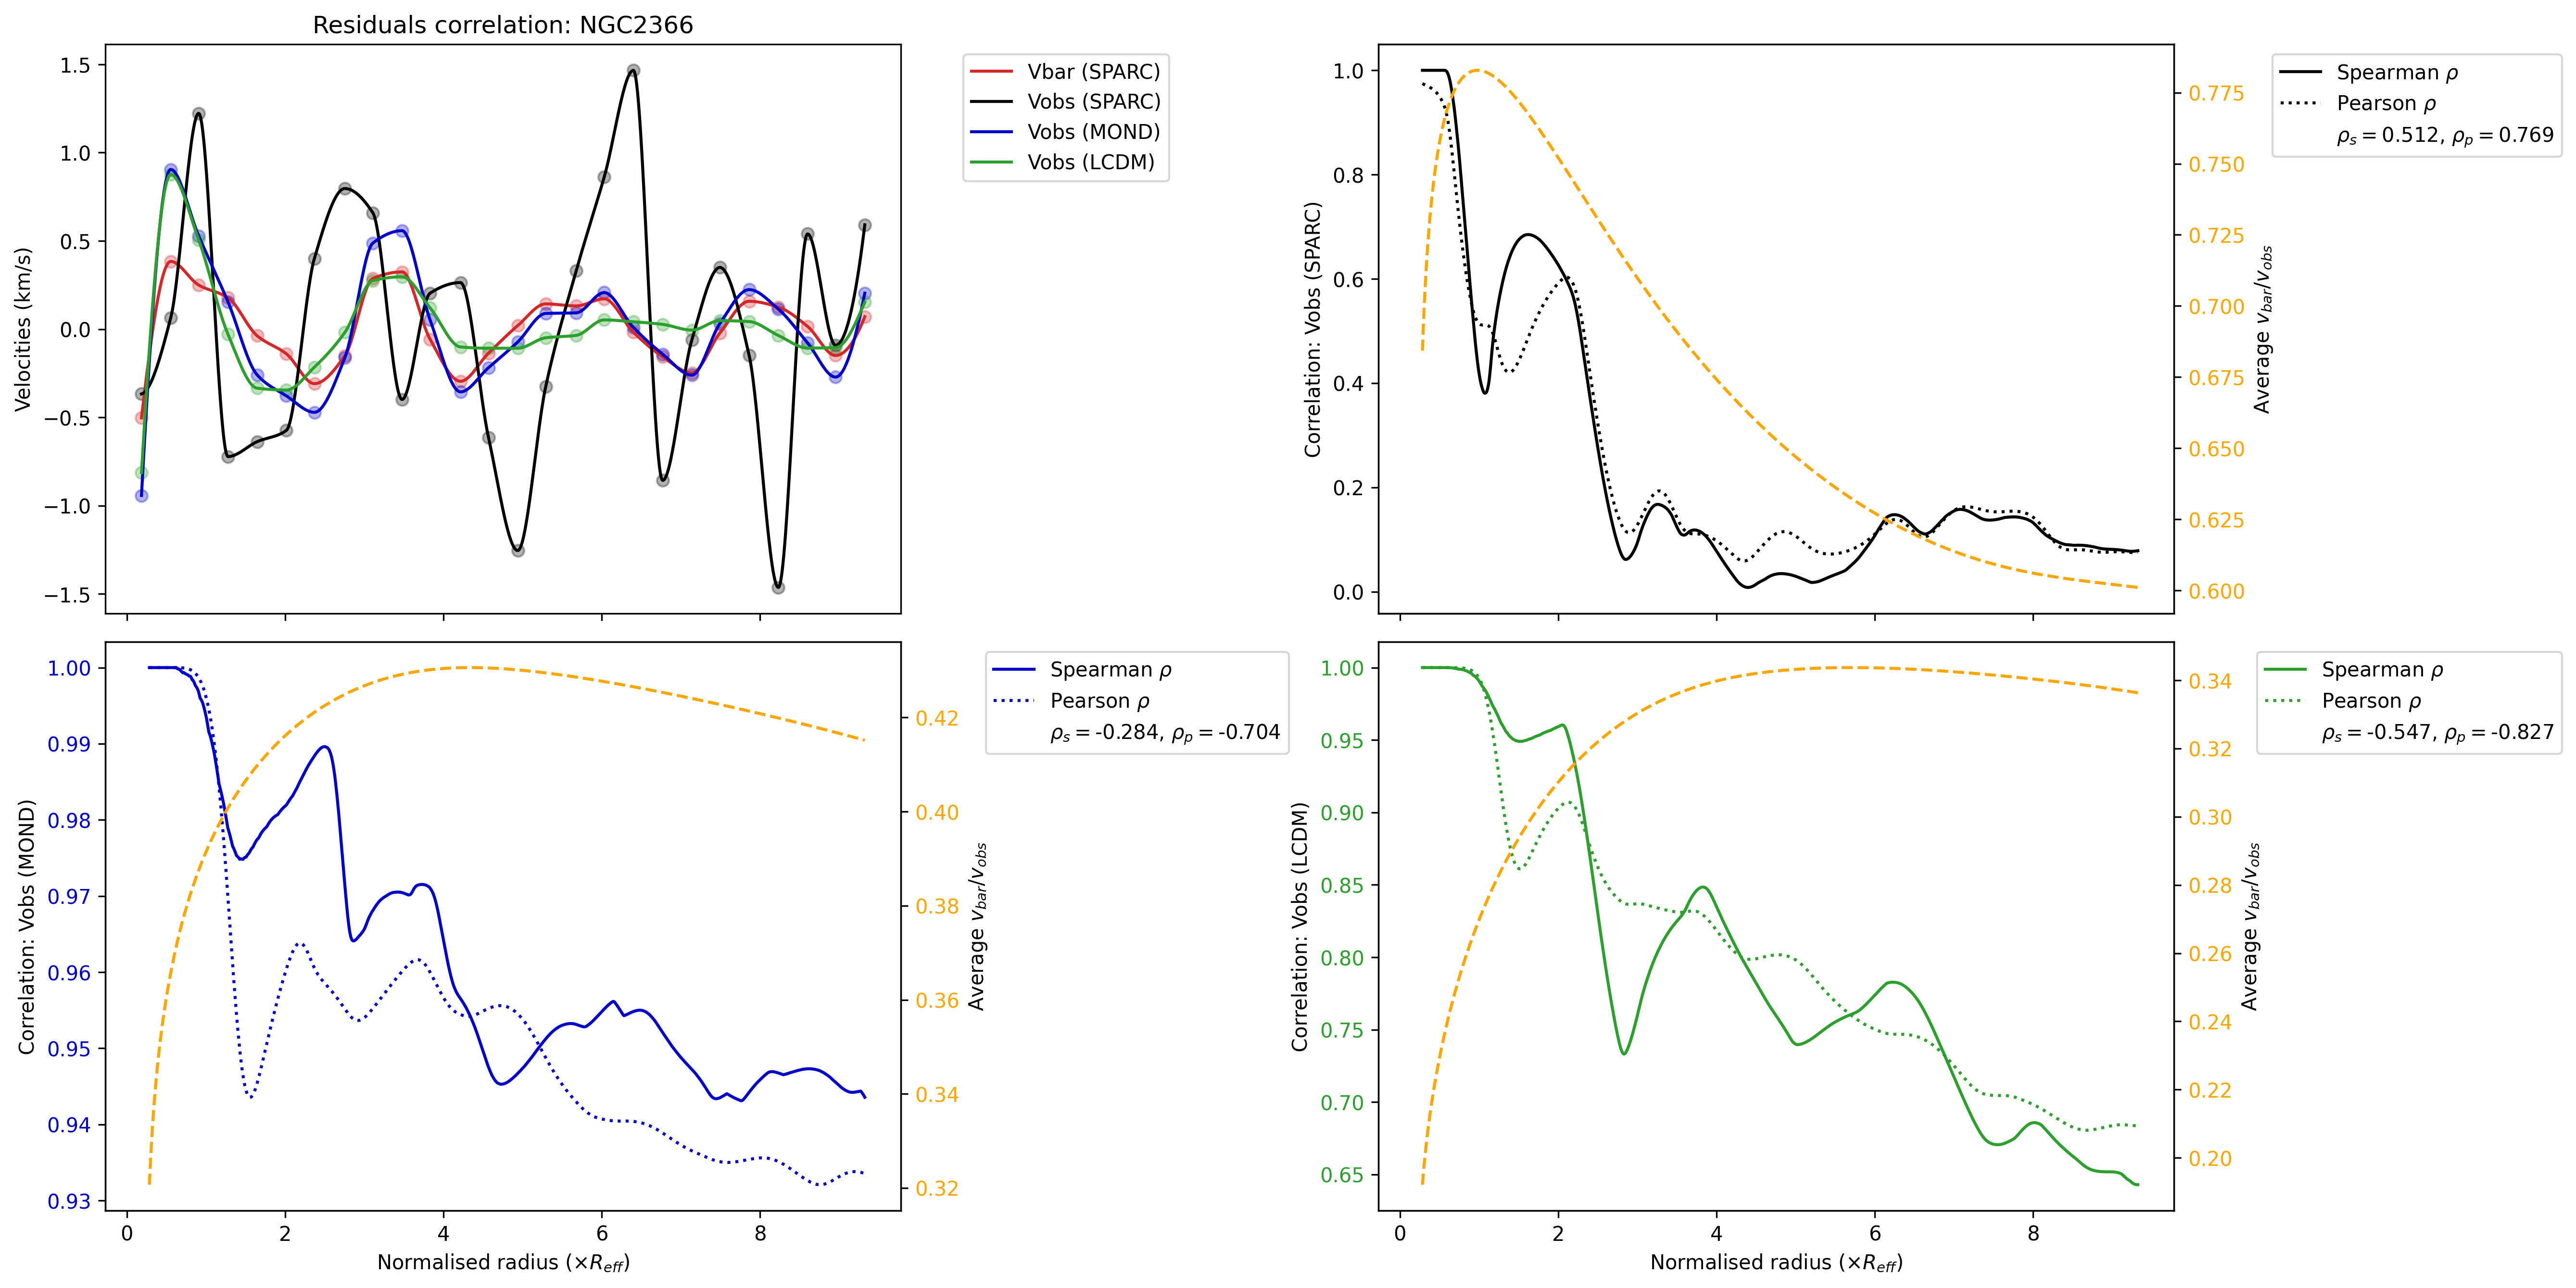 Residuals correlation: NGC2366
Velocities (km/s)
1.5
1.0
0.5
0.0
−0.5
−1.0
−1.5
Vbar (SPARC)
Vobs (SPARC)
Vobs (MOND)
Vobs (LCDM)
Correlation: Vobs (SPARC)
1.0
0.8
0.6
0.4
0.2
0.0
0.775
0.750
0.725
0.700
0.675
0.650
0.625
0.600
Average v_bar/v_obs
Spearman ρ
Pearson ρ
ρ_s = 0.512, ρ_p = 0.769
Correlation: Vobs (MOND)
1.00
0.99
0.98
0.97
0.96
0.95
0.94
0.93
0 2 4 6 8
Normalised radius (×R_eff)
0.42
0.40
0.38
0.36
0.34
0.32
Average v_bar/v_obs
Spearman ρ
Pearson ρ
ρ_s = -0.284, ρ_p = -0.704
Correlation: Vobs (LCDM)
1.00
0.95
0.90
0.85
0.80
0.75
0.70
0.65
0 2 4 6 8
Normalised radius (×R_eff)
0.34
0.32
0.30
0.28
0.26
0.24
0.22
0.20
Average v_bar/v_obs
Spearman ρ
Pearson ρ
ρ_s = -0.547, ρ_p = -0.827